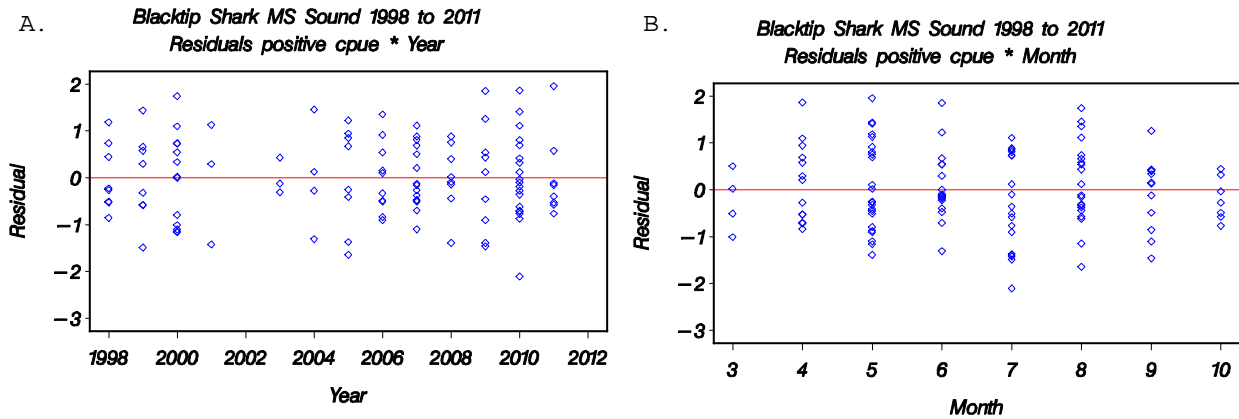 A.
Blacktip Shark MS Sound 1998 to 2011
Residuals positive cpue * Year
2
1
0
−1
−2
−3
Residual
1998 2000 2002 2004 2006 2008 2010 2012
Year
B.
Blacktip Shark MS Sound 1998 to 2011
Residuals positive cpue * Month
2
1
0
−1
−2
−3
Residual
3 4 5 6 7 8 9 10
Month